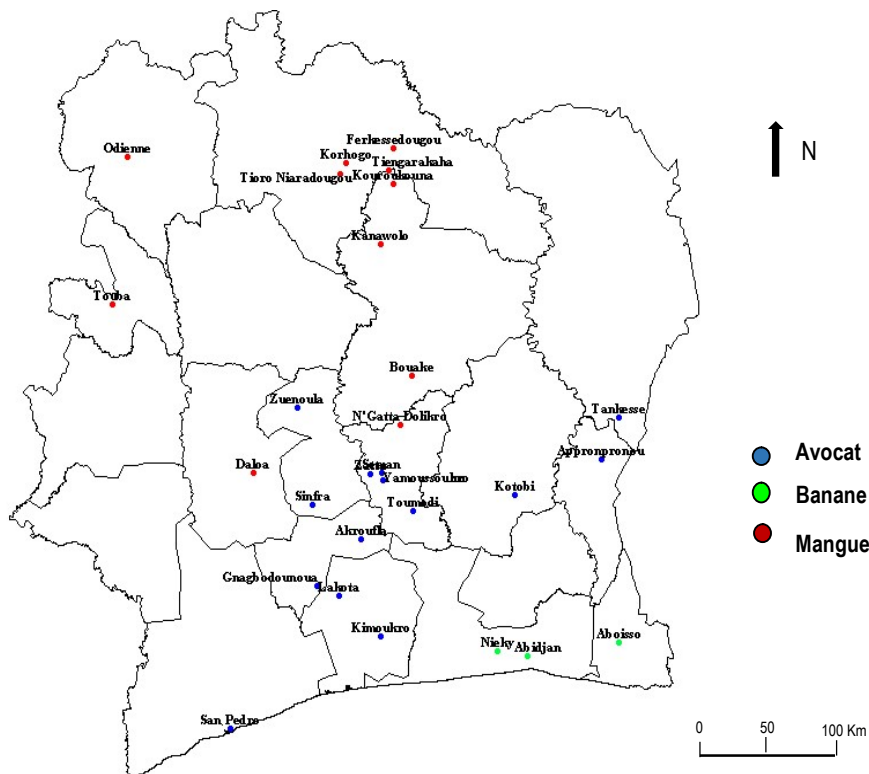 Ferkessedougou
Odienne
Korhogo
Tiengarakaha
Tioro Niaradougou
N
Kanawolo
Touba
Bouake
Zuenoula
N'Gatta Dolikro
Tankesse
Appronpronou
Avocat
Daloa
Yamoussoukro
Kotobi
Banane
Sinfra
Toumodi
Akroufla
Mangue
Gnagbodounoua
Lakota
Kimoukro
Nieky
Abidjan
Aboisso
San Pedro
0 50 100 Km